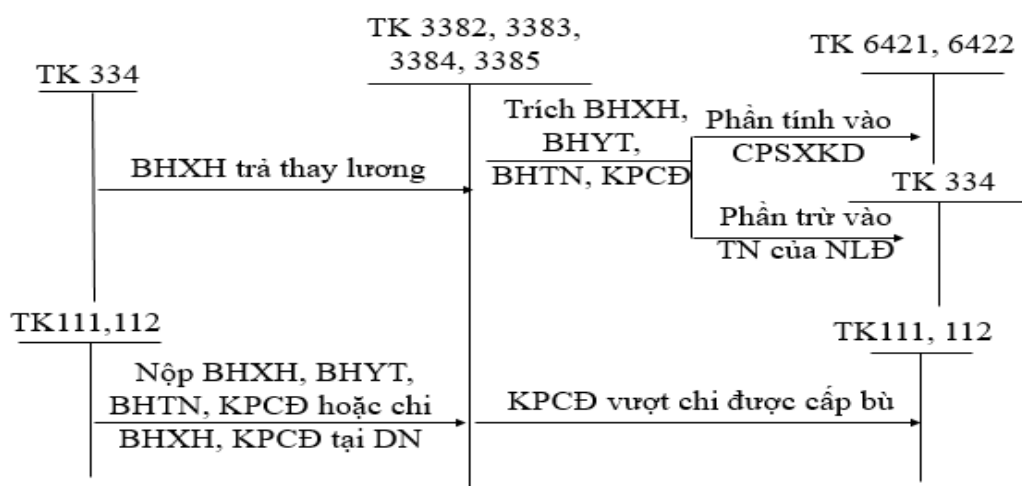 TK 334
TK 3382, 3383,
3384, 3385
TK 6421, 6422
BHXH trả thay lương
Trích BHXH,
BHYT,
BHTN, KPCĐ
Phần tính vào
CPSXKD
TK 334
Phần trừ vào
TN của NLĐ
TK111,112
Nộp BHXH, BHYT,
BHTN, KPCĐ hoặc chi
BHXH, KPCĐ tại DN
KPCĐ vượt chi được cấp bù
TK111, 112